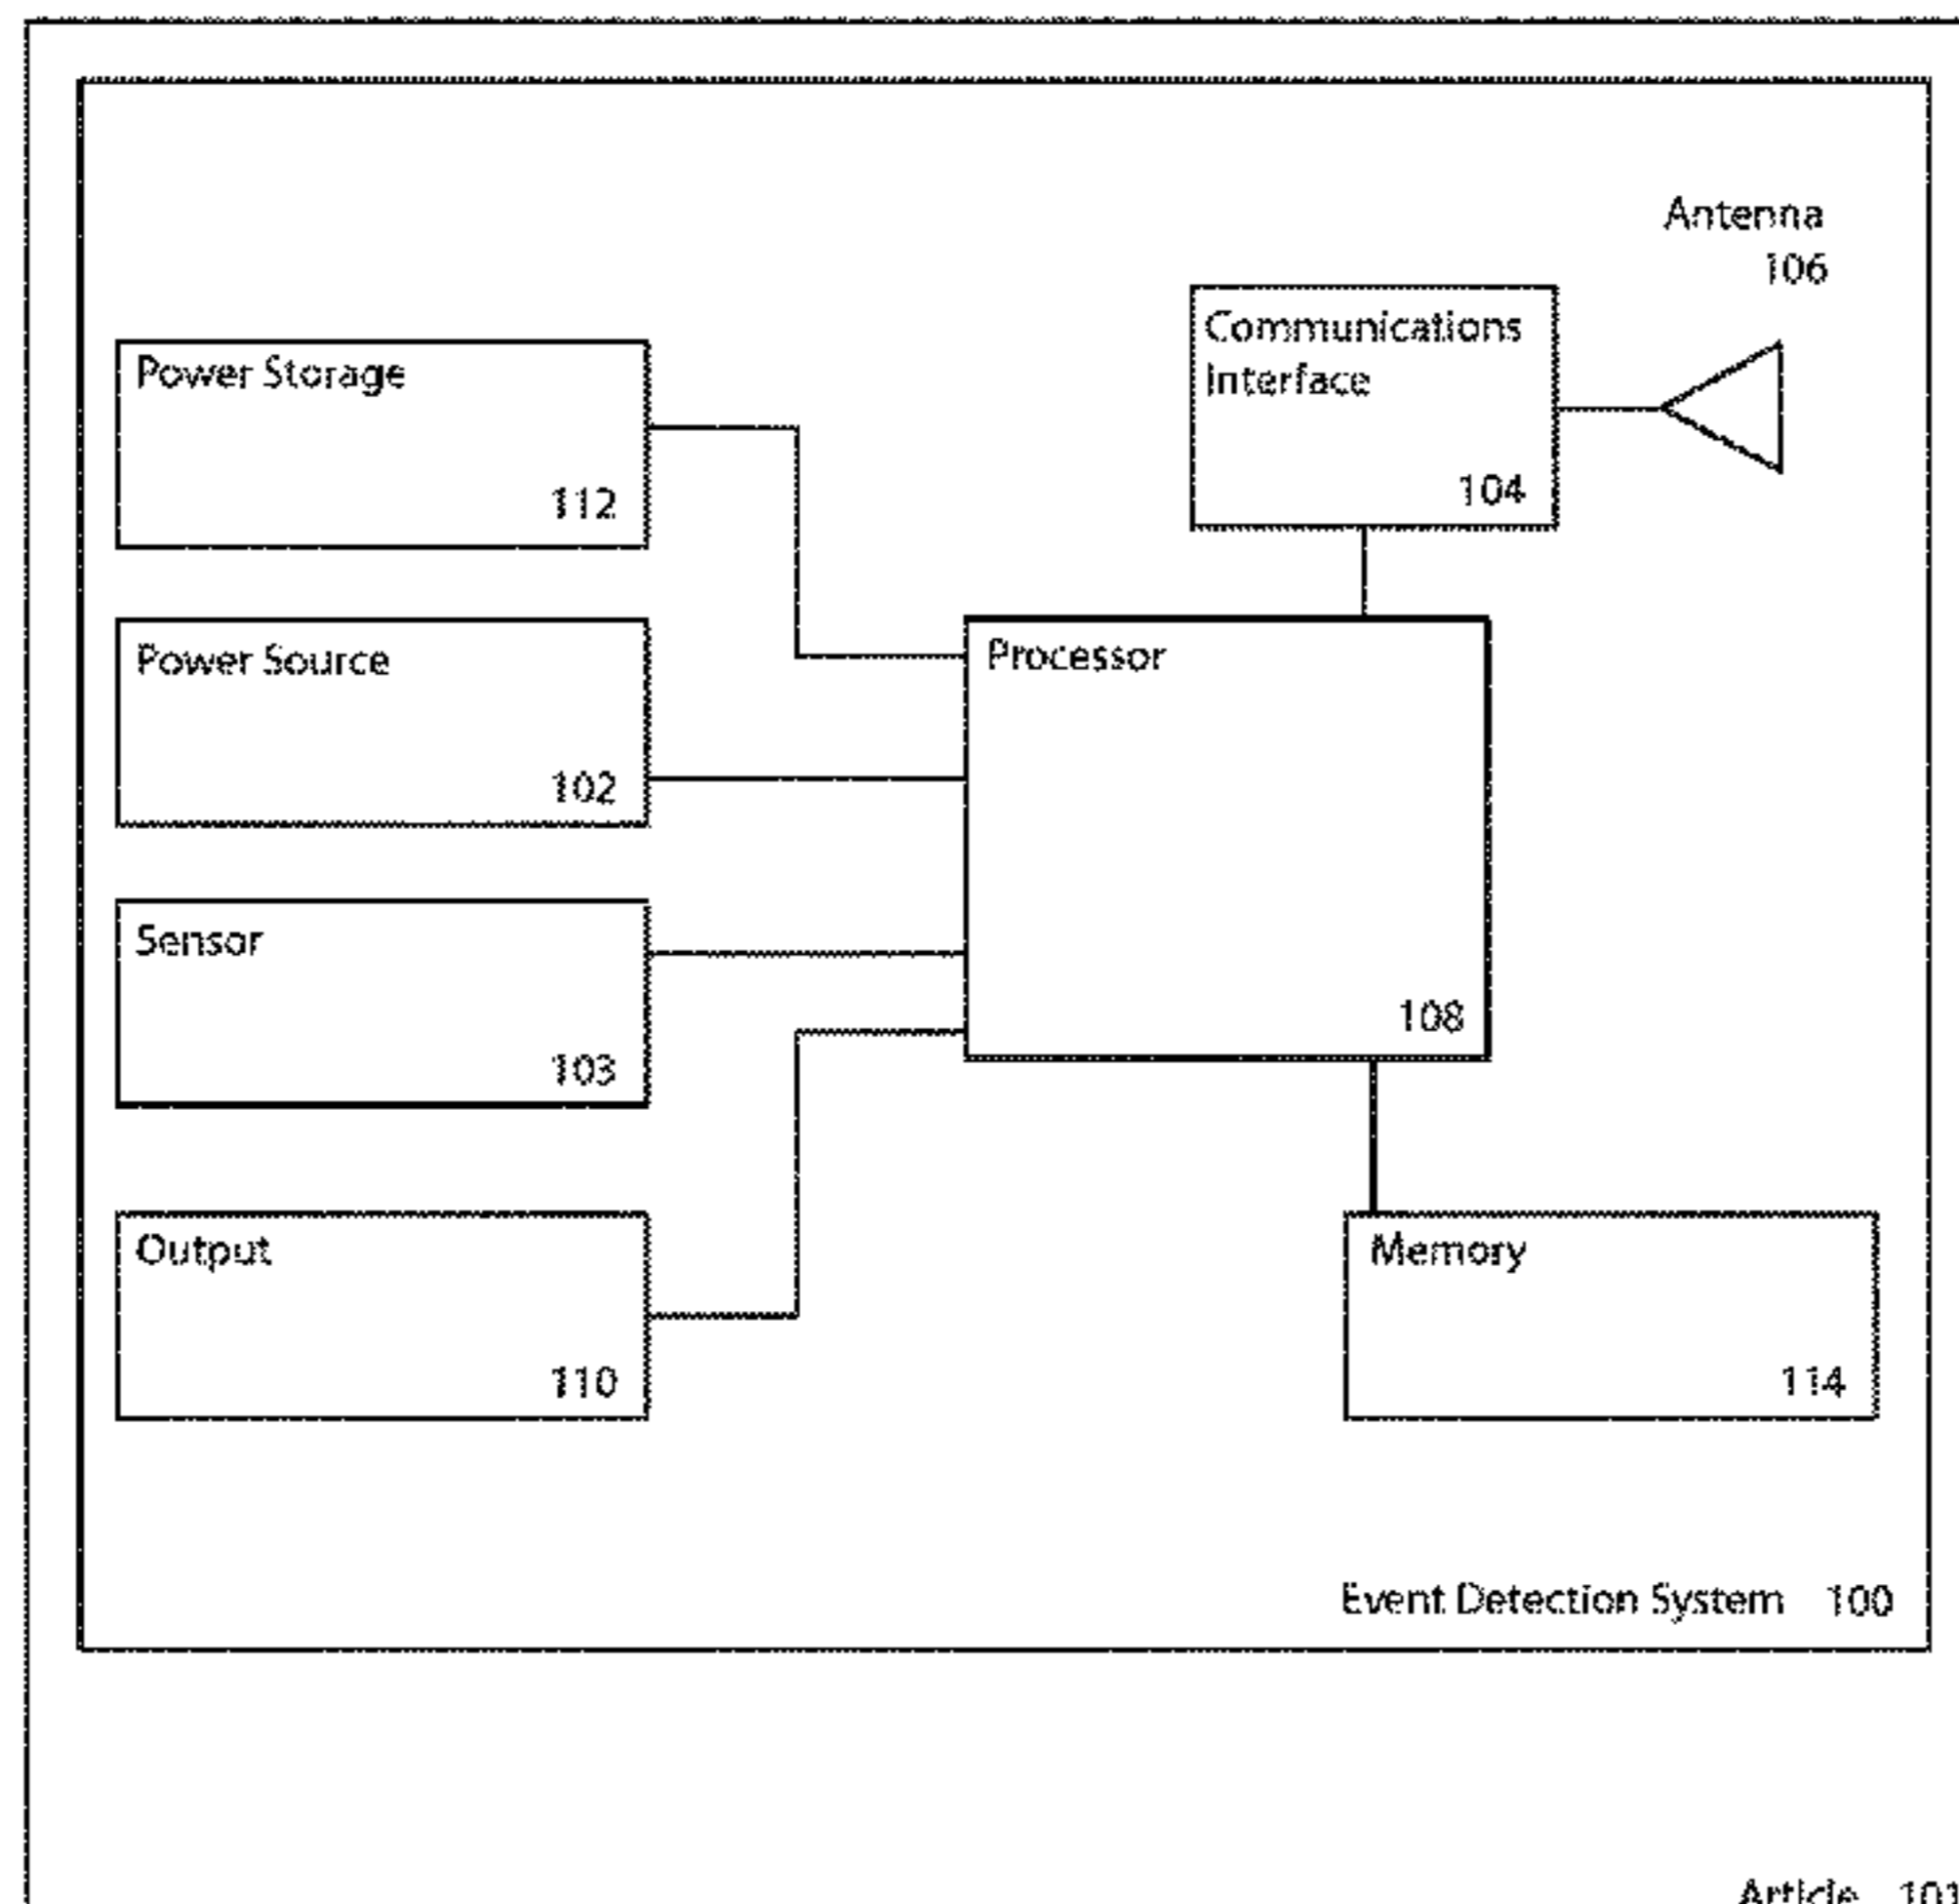 Antenna
106
Communications
Interface
104
Power Storage
112
Power Source
102
Processor
108
Sensor
103
Output
110
Memory
114
Event Detection System 100
Article 101